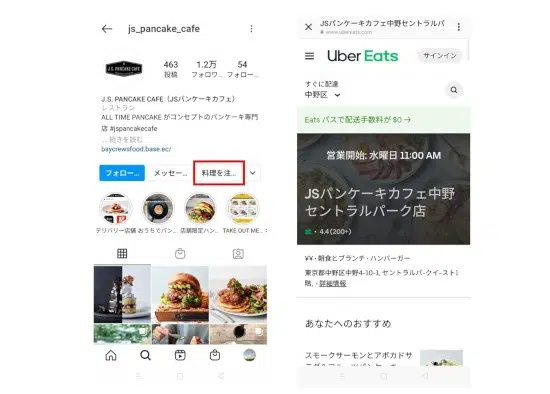 js_pancake_cafe
J.S. PANCAKE CAFE
463
1.2万
54
投稿
フォロワ...
フォロー...
J.S. PANCAKE CAFE（JSパンケーキカフェ）
レストラン
ALL TIME PANCAKE がコンセプトのパンケーキ専門
店 #jspancakecafe
... 続きを読む
baycrewsfood.base.ec/
フォロー...
メッセー...
料理を注...
デリバリー店舗
おうちでパン...
店舗限定ハン...
TAKE OUT ME...
JSパンケーキカフェ中野セントラルパ
www.ubereats.com
Uber Eats
サインイン
すぐに配達
中野区
Eats パスで配送手数料が $0 →
営業開始: 水曜日 11:00 AM
JSパンケーキカフェ中野
セントラルパーク店
4.4 (200+)
¥¥ • 朝食とブランチ • ハンバーガー
東京都中野区中野4-10-1, セントラルパークイースト1
階, • 詳細情報
あなたへのおすすめ
スモークサーモンとアボカドサ